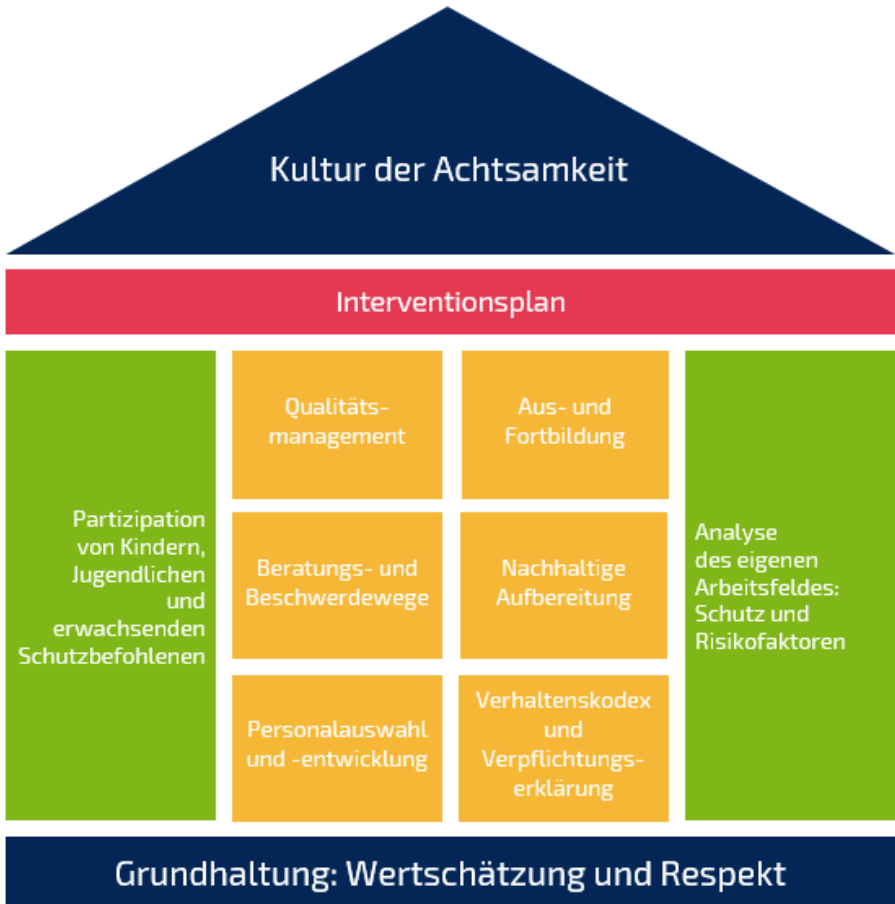 Kultur der Achtsamkeit
Interventionsplan
Partizipation
von Kindern,
Jugendlichen
und
erwachsenden
Schutzbefohlenen
Qualitäts-
management
Aus- und
Fortbildung
Beratungs- und
Beschwerdewege
Nachhaltige
Aufbereitung
Personalauswahl
und -entwicklung
Verhaltenskodex
und
Verpflichtungs-
erklärung
Analyse
des eigenen
Arbeitsfeldes:
Schutz und
Risikofaktoren
Grundhaltung: Wertschätzung und Respekt